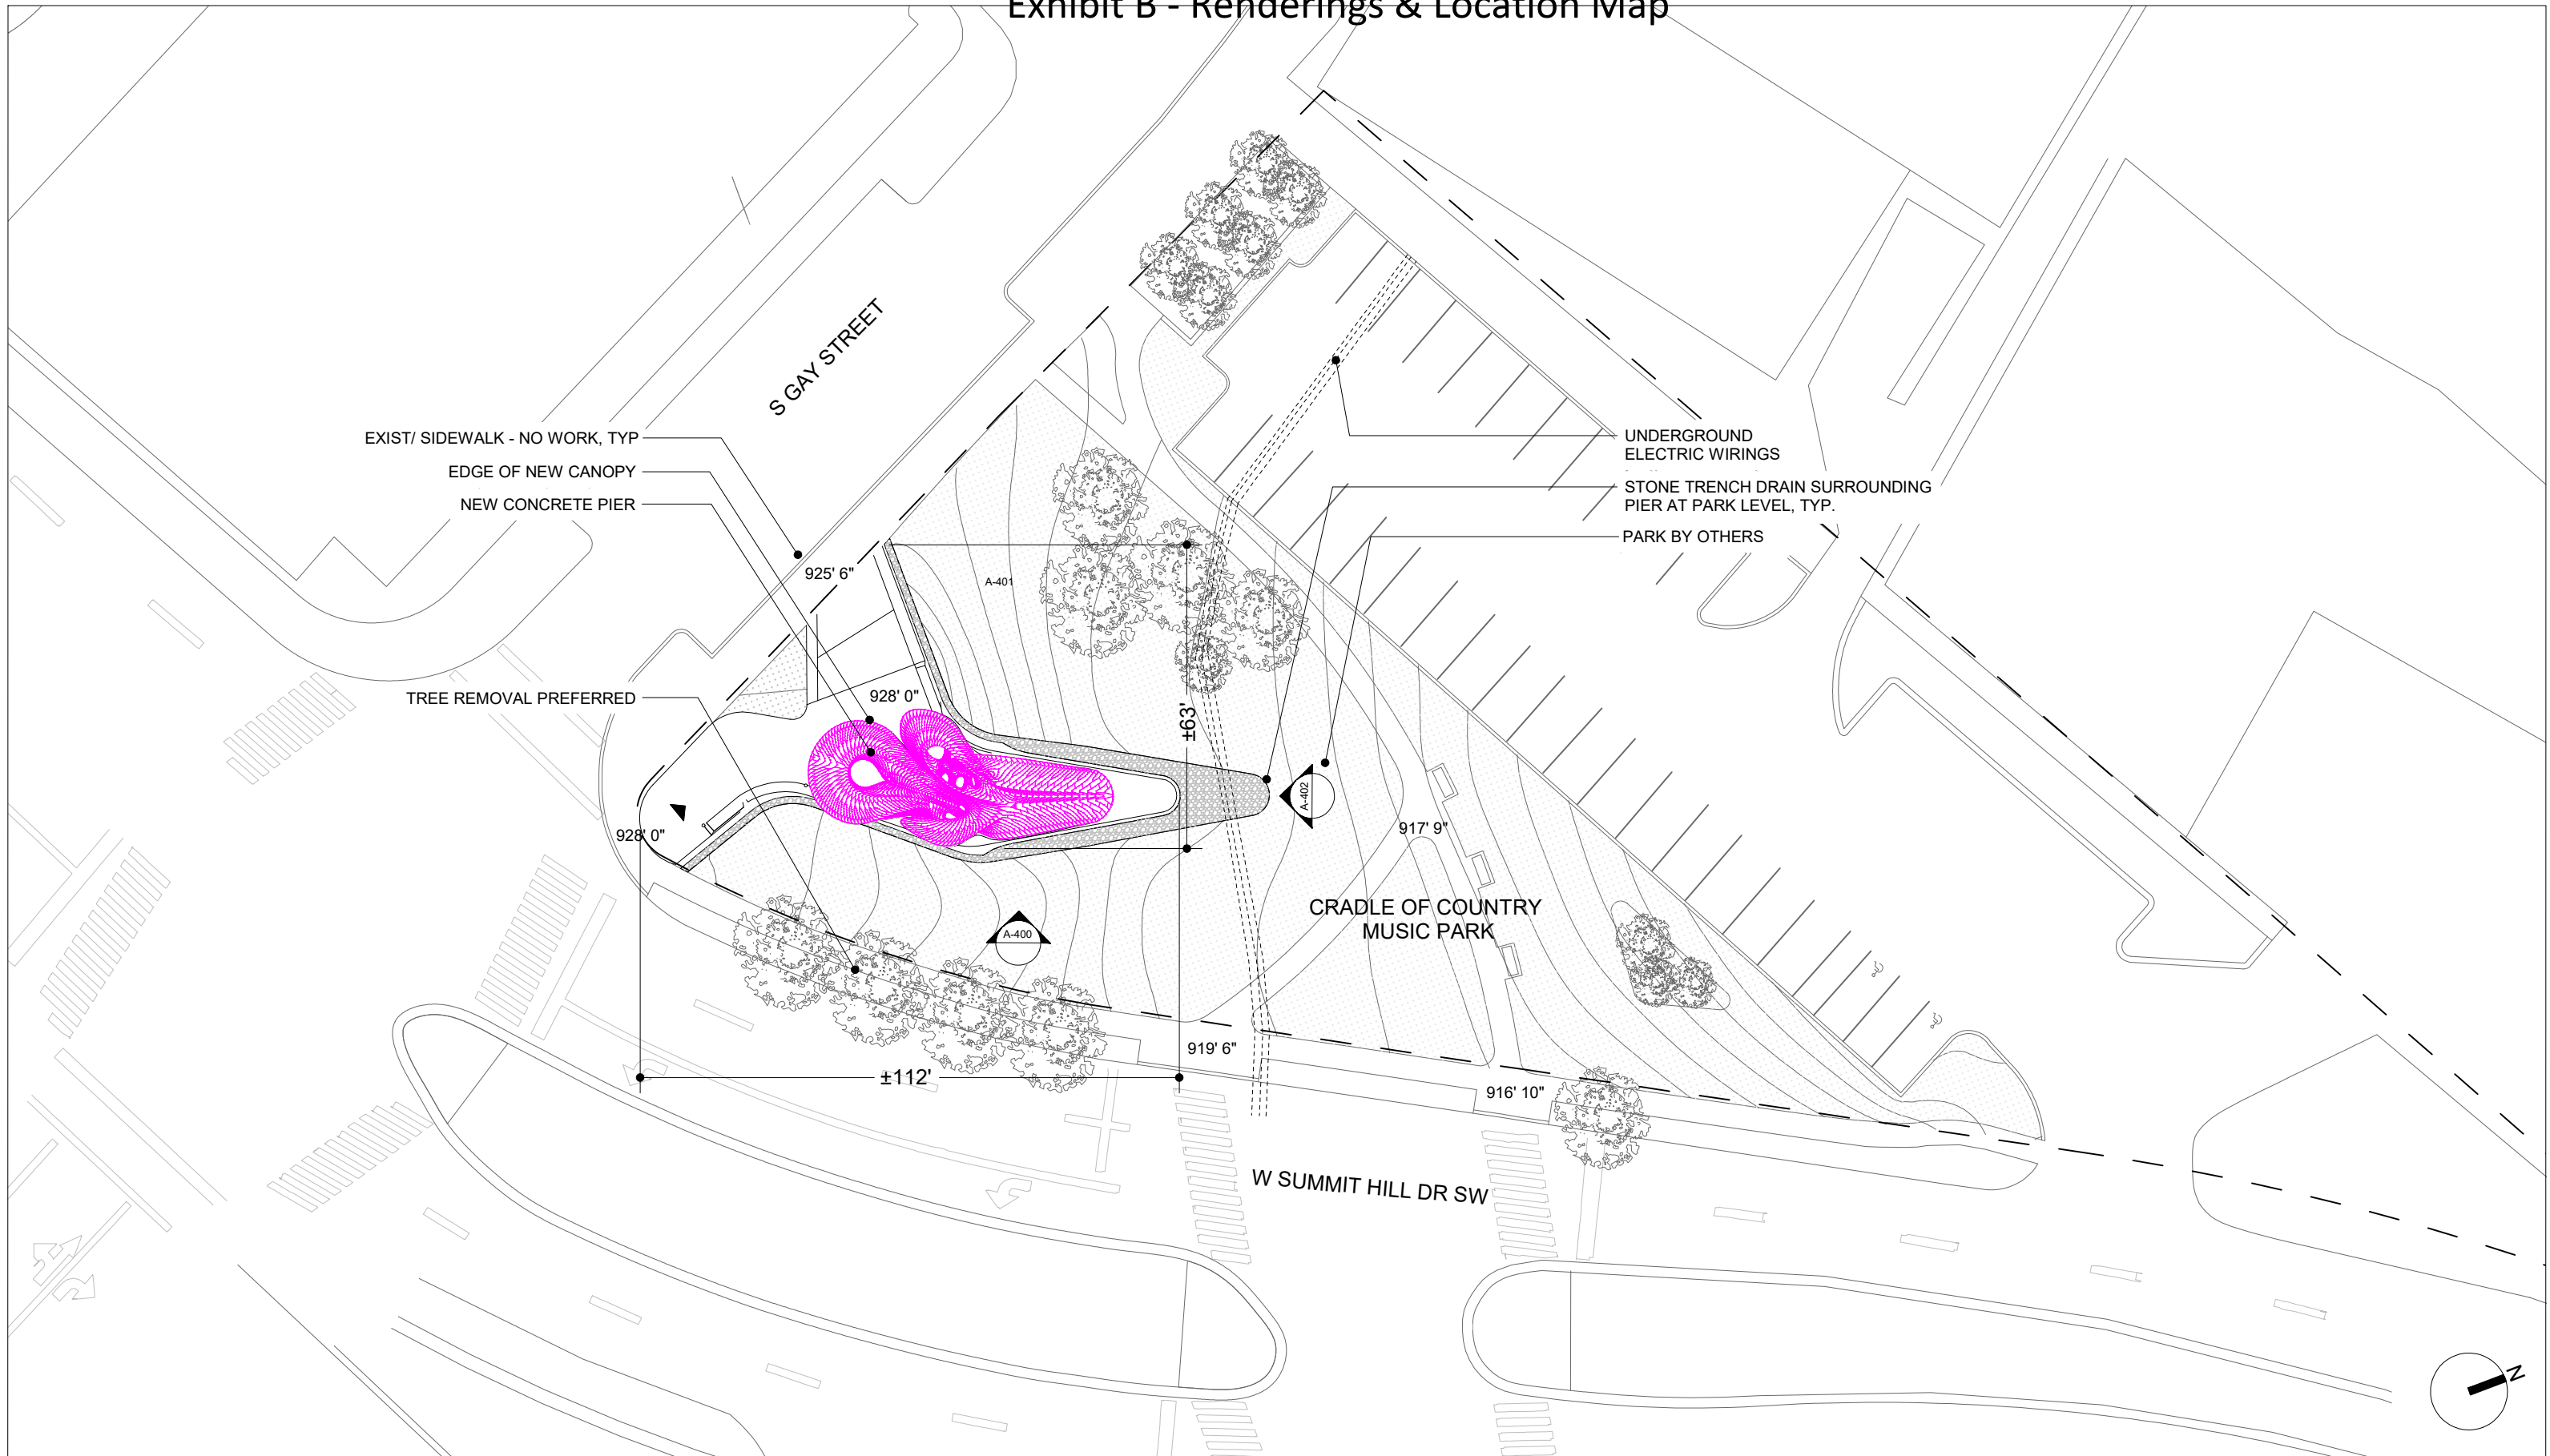 Exhibit B - Renderings & Location Map
S GAY STREET
EXIST/ SIDEWALK - NO WORK, TYP
EDGE OF NEW CANOPY
NEW CONCRETE PIER
TREE REMOVAL PREFERRED
UNDERGROUND
ELECTRIC WIRINGS
STONE TRENCH DRAIN SURROUNDING
PIER AT PARK LEVEL, TYP.
PARK BY OTHERS
925' 6"
A-401
928' 0"
±63'
928' 0"
A-402
917' 9"
A-400
CRADLE OF COUNTRY
MUSIC PARK
919' 6"
±112'
916' 10"
W SUMMIT HILL DR SW
N